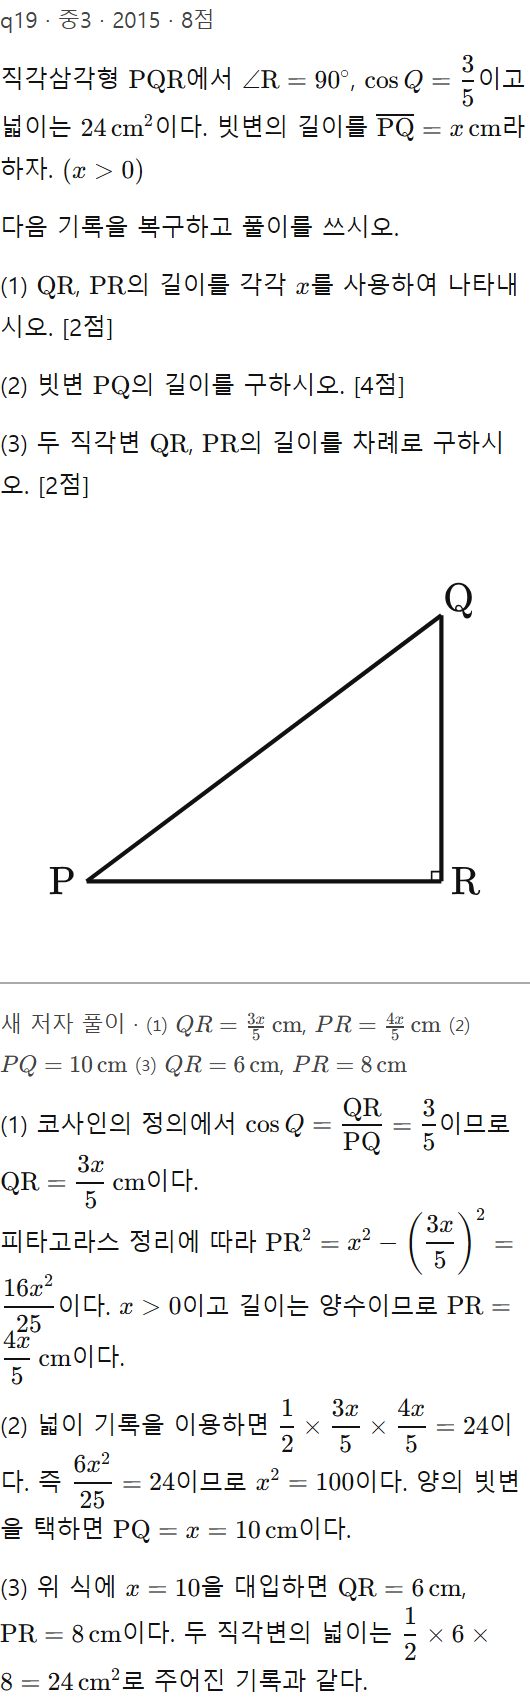 q19 · 중3 · 2015 · 8점
직각삼각형 PQR에서 ∠R = 90°, cos Q = 3/5이고
넓이는 24 cm²이다. 빗변의 길이를 P̅Q̅ = x cm라
하자. (x > 0)
다음 기록을 복구하고 풀이를 쓰시오.
(1) QR, PR의 길이를 각각 x를 사용하여 나타내
시오. [2점]
(2) 빗변 PQ의 길이를 구하시오. [4점]
(3) 두 직각변 QR, PR의 길이를 차례로 구하시
오. [2점]
Q
P
R
새 저자 풀이 · (1) QR = 3x/5 cm, PR = 4x/5 cm (2)
PQ = 10 cm (3) QR = 6 cm, PR = 8 cm
(1) 코사인의 정의에서 cos Q = QR/PQ = 3/5이므로
QR = 3x/5 cm이다.
피타고라스 정리에 따라 PR² = x² − (3x/5)² =
16x²/25이다. x > 0이고 길이는 양수이므로 PR =
4x/5 cm이다.
(2) 넓이 기록을 이용하면 1/2 × 3x/5 × 4x/5 = 24이
다. 즉 6x²/25 = 24이므로 x² = 100이다. 양의 빗변
을 택하면 PQ = x = 10 cm이다.
(3) 위 식에 x = 10을 대입하면 QR = 6 cm,
PR = 8 cm이다. 두 직각변의 넓이는 1/2 × 6 ×
8 = 24 cm²로 주어진 기록과 같다.